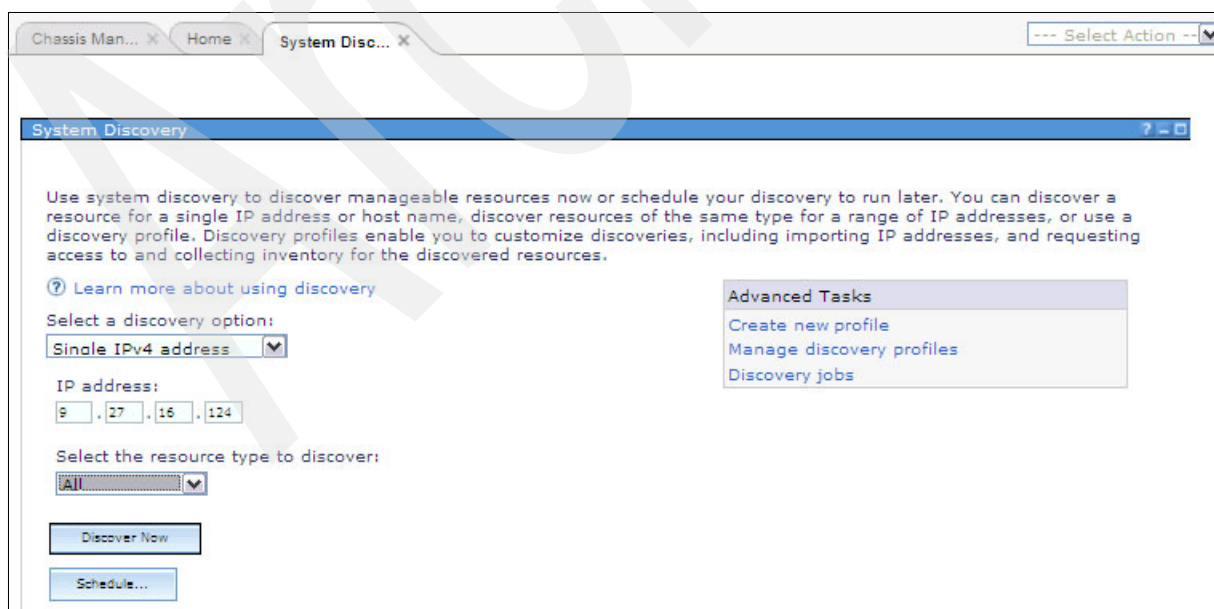 Chassis Man...
Home
System Disc...
--- Select Action --
System Discovery
Use system discovery to discover manageable resources now or schedule your discovery to run later. You can discover a
resource for a single IP address or host name, discover resources of the same type for a range of IP addresses, or use a
discovery profile. Discovery profiles enable you to customize discoveries, including importing IP addresses, and requesting
access to and collecting inventory for the discovered resources.
? Learn more about using discovery
Select a discovery option:
Single IPv4 address
IP address:
9 . 27 . 16 . 124
Select the resource type to discover:
All
Discover Now
Schedule...
Advanced Tasks
Create new profile
Manage discovery profiles
Discovery jobs